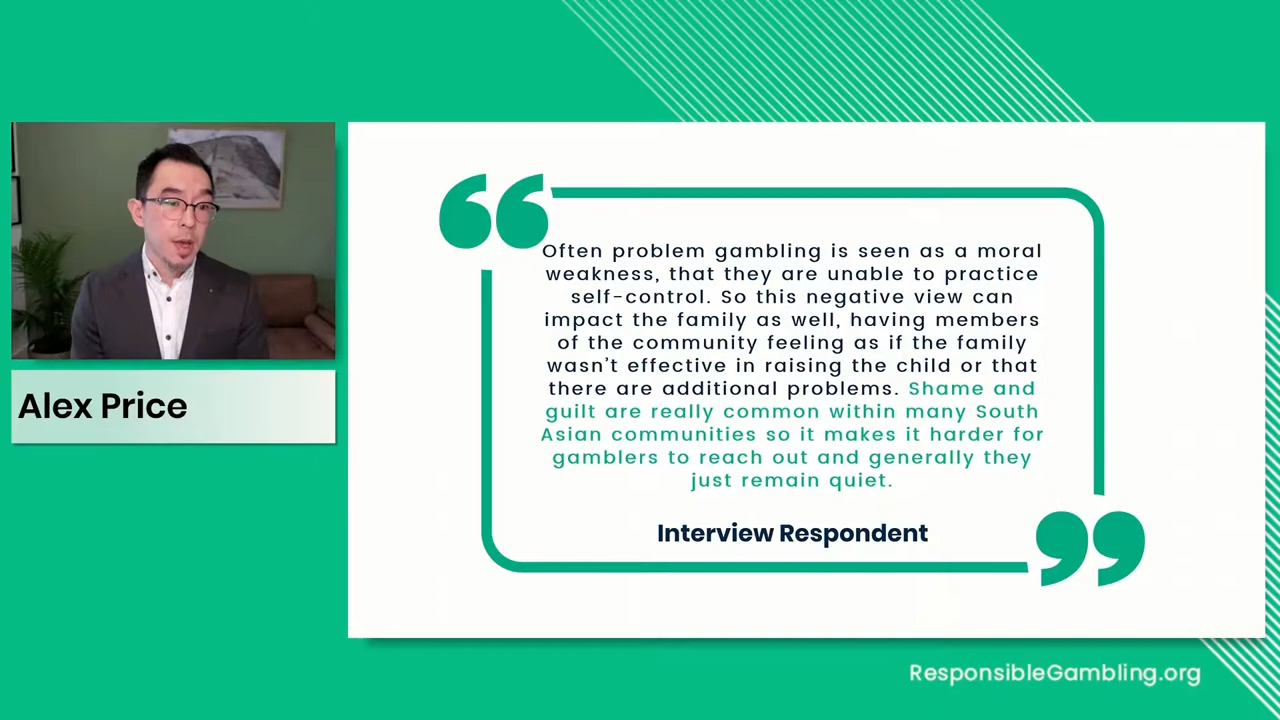 Alex Price
Often problem gambling is seen as a moral
weakness, that they are unable to practice
self-control. So this negative view can
impact the family as well, having members
of the community feeling as if the family
wasn’t effective in raising the child or that
there are additional problems. Shame and
guilt are really common within many South
Asian communities so it makes it harder for
gamblers to reach out and generally they
just remain quiet.
Interview Respondent
ResponsibleGambling.org